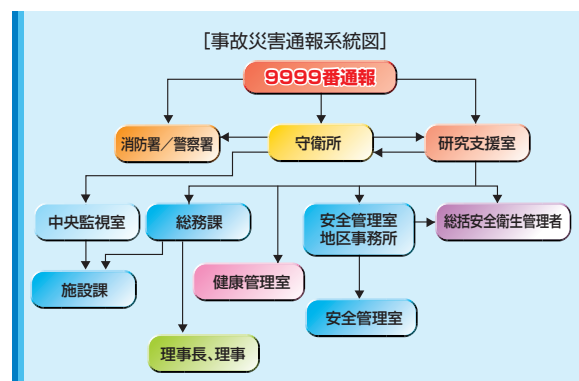 [事故災害通報系統図]
9999番通報
消防署／警察署
守衛所
研究支援室
中央監視室
総務課
安全管理室
地区事務所
総括安全衛生管理者
施設課
健康管理室
安全管理室
理事長、理事